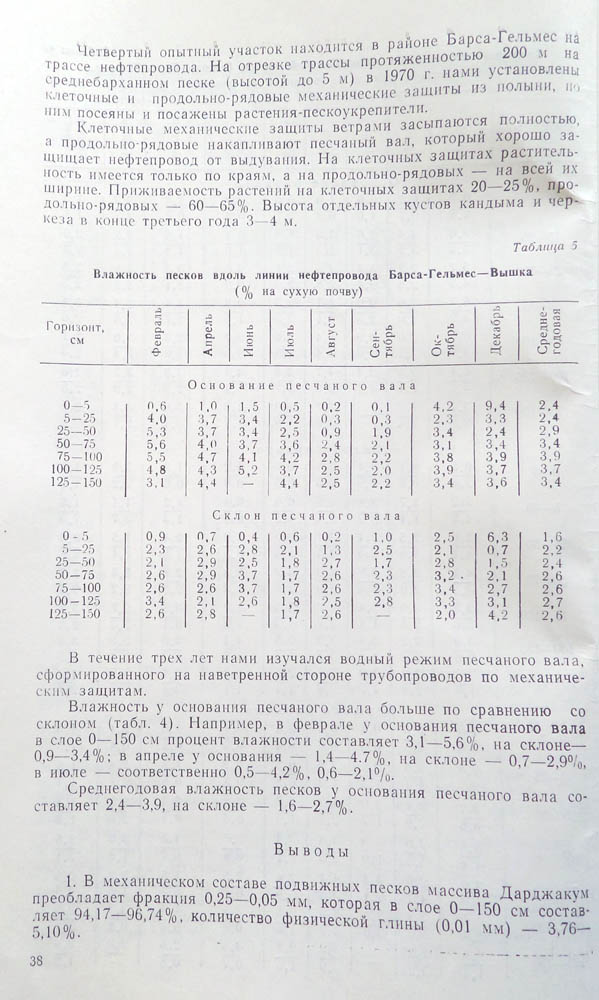 Четвертый опытный участок находится в районе Барса-Гельмес на
трассе нефтепровода. На отрезке трассы протяженностью 200 м на
среднебарханном песке (высотой до 5 м) в 1970 г. нами установлены
клеточные и продольно-рядовые механические защиты из полыни, по
ним посеяны и посажены растения-пескоукрепители.
Клеточные механические защиты ветрами засыпаются полностью,
а продольно-рядовые накапливают песчаный вал, который хорошо за-
щищает нефтепровод от выдувания. На клеточных защитах раститель-
ность имеется только по краям, а на продольно-рядовых — на всей их
ширине. Приживаемость растений на клеточных защитах 20—25%, про-
дольно-рядовых — 60—65%. Высота отдельных кустов кандыма и чер-
кеза в конце третьего года 3—4 м.
Таблица 5
Влажность песков вдоль линии нефтепровода Барса-Гельмес—Вышка
(% на сухую почву)
Горизонт, см Февраль Апрель Июнь Июль Август Сен-тябрь Ок-тябрь Декабрь Средне-годовая
Основание песчаного вала
0—5 0,6 1,0 1,5 0,5 0,2 0,1 4,2 9,4 2,4
5—25 4,0 3,7 3,4 2,2 0,3 0,3 2,3 3,3 2,4
25—50 5,3 3,7 3,4 2,5 0,9 1,9 3,4 2,4 2,9
50—75 5,6 4,0 3,7 3,6 2,4 2,1 3,1 3,4 3,4
75—100 5,5 4,7 4,1 4,2 2,8 2,2 3,8 3,9 3,9
100—125 4,8 4,3 5,2 3,7 2,5 2,0 3,9 3,7 3,7
125—150 3,1 4,4 — 4,4 2,5 2,2 3,4 3,6 3,4
Склон песчаного вала
0-5 0,9 0,7 0,4 0,6 0,2 1,0 2,5 6,3 1,6
5—25 2,3 2,6 2,8 2,1 1,3 2,5 2,1 0,7 2,2
25—50 2,1 2,9 2,5 1,8 2,7 1,7 2,8 1,5 2,4
50—75 2,6 2,9 3,7 1,7 2,6 2,3 3,2 2,1 2,6
75—100 2,6 2,6 3,7 1,7 2,6 2,3 3,4 2,7 2,6
100—125 3,4 2,1 2,6 1,8 2,5 2,8 3,3 3,1 2,7
125—150 2,6 2,8 — 1,7 2,6 — 2,0 4,2 2,6
В течение трех лет нами изучался водный режим песчаного вала,
сформированного на наветренной стороне трубопроводов по механиче-
ским защитам.
Влажность у основания песчаного вала больше по сравнению со
склоном (табл. 4). Например, в феврале у основания песчаного вала
в слое 0—150 см процент влажности составляет 3,1—5,6%, на склоне—
0,9—3,4%; в апреле у основания — 1,4—4.7%, на склоне — 0,7—2,9%,
в июле — соответственно 0,5—4,2%, 0,6—2,1%.
Среднегодовая влажность песков у основания песчаного вала со-
ставляет 2,4—3,9, на склоне — 1,6—2,7%.
Выводы
1. В механическом составе подвижных песков массива Дарджакум
преобладает фракция 0,25—0,05 мм, которая в слое 0—150 см состав-
ляет 94,17—96,74%, количество физической глины (0,01 мм) — 3,76—
5,10%.
38